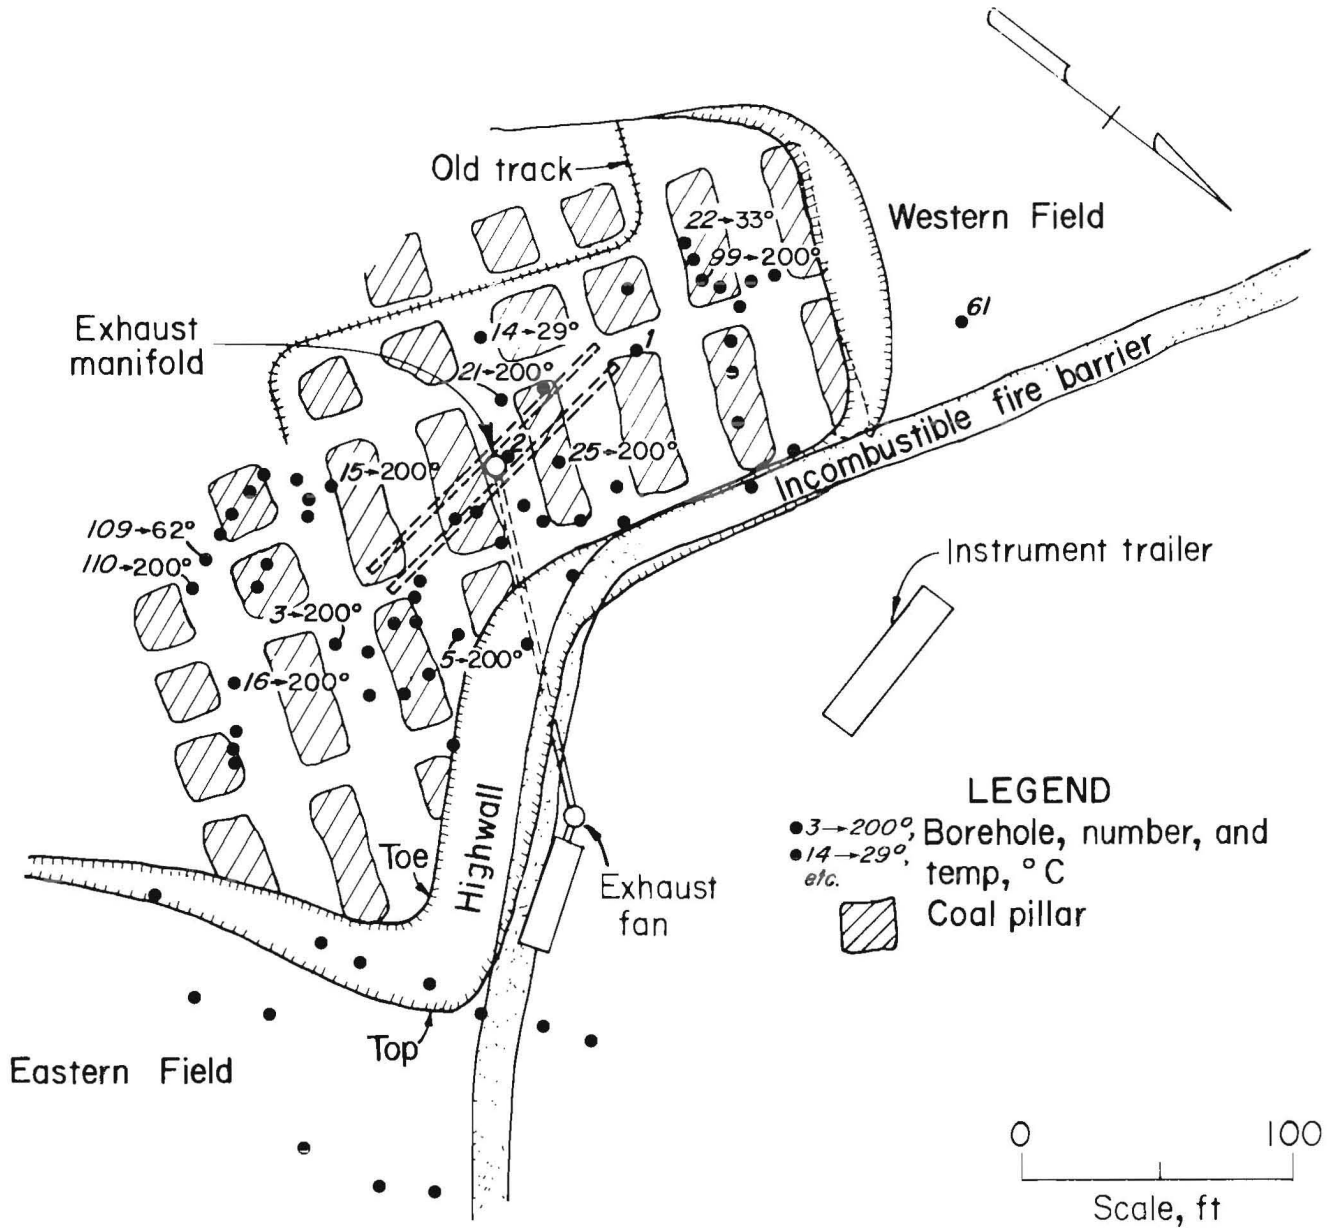 Old track
22→33°
99→200°
Western Field
61
Exhaust
manifold
14→29°
1
21→200°
2
25→200°
15→200°
Incombustible fire barrier
109→62°
110→200°
Instrument trailer
3→200°
5→200°
16→200°
Highwall
Toe
Exhaust
fan
LEGEND
3→200°, Borehole, number, and
14→29°, temp, °C
etc.
Coal pillar
Top
Eastern Field
0 100
Scale, ft